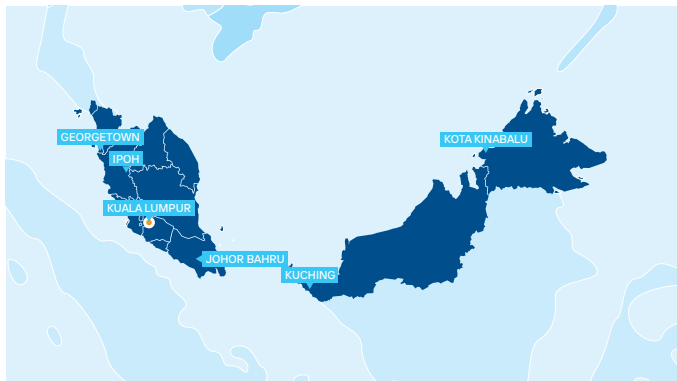 GEORGETOWN
KOTA KINABALU
IPOH
KUALA LUMPUR
JOHOR BAHRU
KUCHING